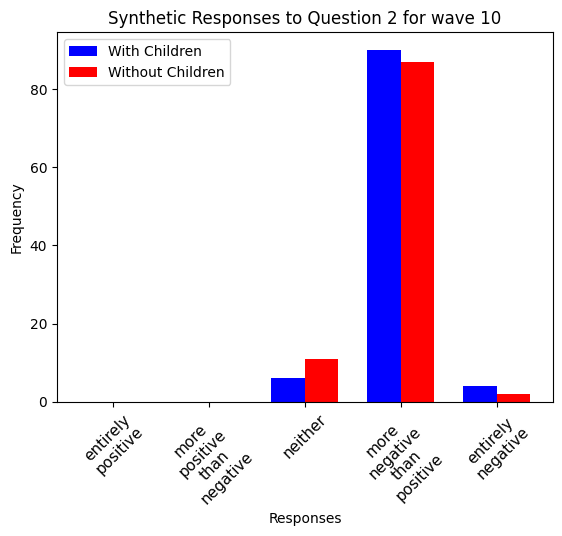 Synthetic Responses to Question 2 for wave 10
With Children
Without Children
80
60
40
20
0
Frequency
entirely
positive
more
positive
than
negative
neither
more
negative
than
positive
entirely
negative
Responses